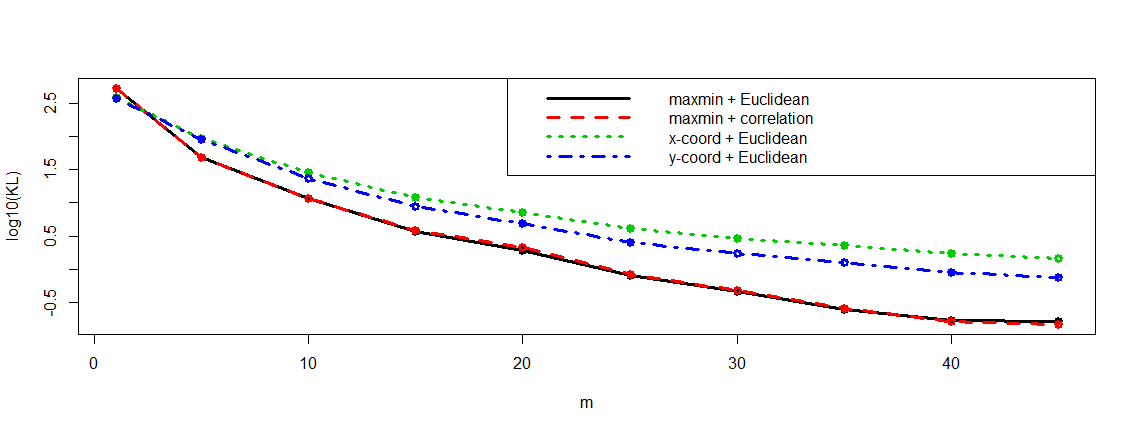 maxmin + Euclidean
maxmin + correlation
x-coord + Euclidean
y-coord + Euclidean
log10(KL)
2.5
1.5
0.5
-0.5
0 10 20 30 40
m